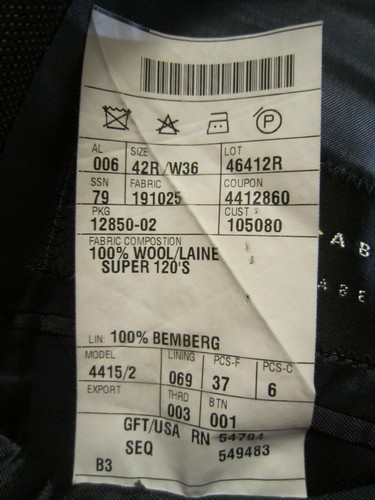 P
AL SIZE LOT
006 42R/W36 46412R
SSN FABRIC COUPON
79 191025 4412860
PKG CUST
12850-02 105080
FABRIC COMPOSTION
100% WOOL/LAINE
SUPER 120'S
LIN: 100% BEMBERG
MODEL LINING PCS-F PCS-C
4415/2 069 37 6
EXPORT THRD BTN
003 001
GFT/USA RN 54794
SEQ 549483
B3